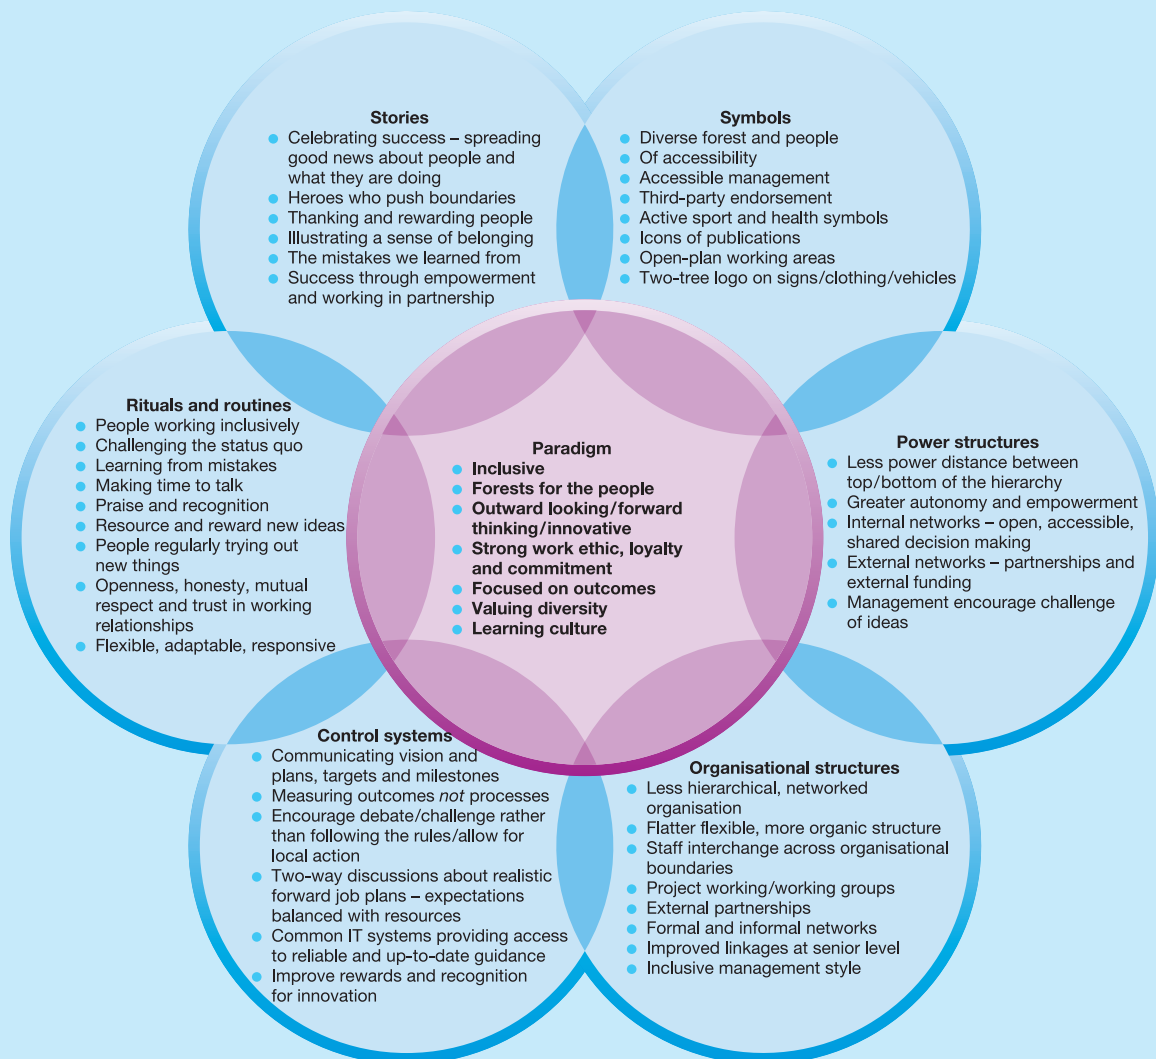 Stories
● Celebrating success – spreading
good news about people and
what they are doing
● Heroes who push boundaries
● Thanking and rewarding people
● Illustrating a sense of belonging
● The mistakes we learned from
● Success through empowerment
and working in partnership
Symbols
● Diverse forest and people
● Of accessibility
● Accessible management
● Third-party endorsement
● Active sport and health symbols
● Icons of publications
● Open-plan working areas
● Two-tree logo on signs/clothing/vehicles
Rituals and routines
● People working inclusively
● Challenging the status quo
● Learning from mistakes
● Making time to talk
● Praise and recognition
● Resource and reward new ideas
● People regularly trying out
new things
● Openness, honesty, mutual
respect and trust in working
relationships
● Flexible, adaptable, responsive
Paradigm
● Inclusive
● Forests for the people
● Outward looking/forward
thinking/innovative
● Strong work ethic, loyalty
and commitment
● Focused on outcomes
● Valuing diversity
● Learning culture
Power structures
● Less power distance between
top/bottom of the hierarchy
● Greater autonomy and empowerment
● Internal networks – open, accessible,
shared decision making
● External networks – partnerships and
external funding
● Management encourage challenge
of ideas
Control systems
● Communicating vision and
plans, targets and milestones
● Measuring outcomes not processes
● Encourage debate/challenge rather
than following the rules/allow for
local action
● Two-way discussions about realistic
forward job plans – expectations
balanced with resources
● Common IT systems providing access
to reliable and up-to-date guidance
● Improve rewards and recognition
for innovation
Organisational structures
● Less hierarchical, networked
organisation
● Flatter flexible, more organic structure
● Staff interchange across organisational
boundaries
● Project working/working groups
● External partnerships
● Formal and informal networks
● Improved linkages at senior level
● Inclusive management style